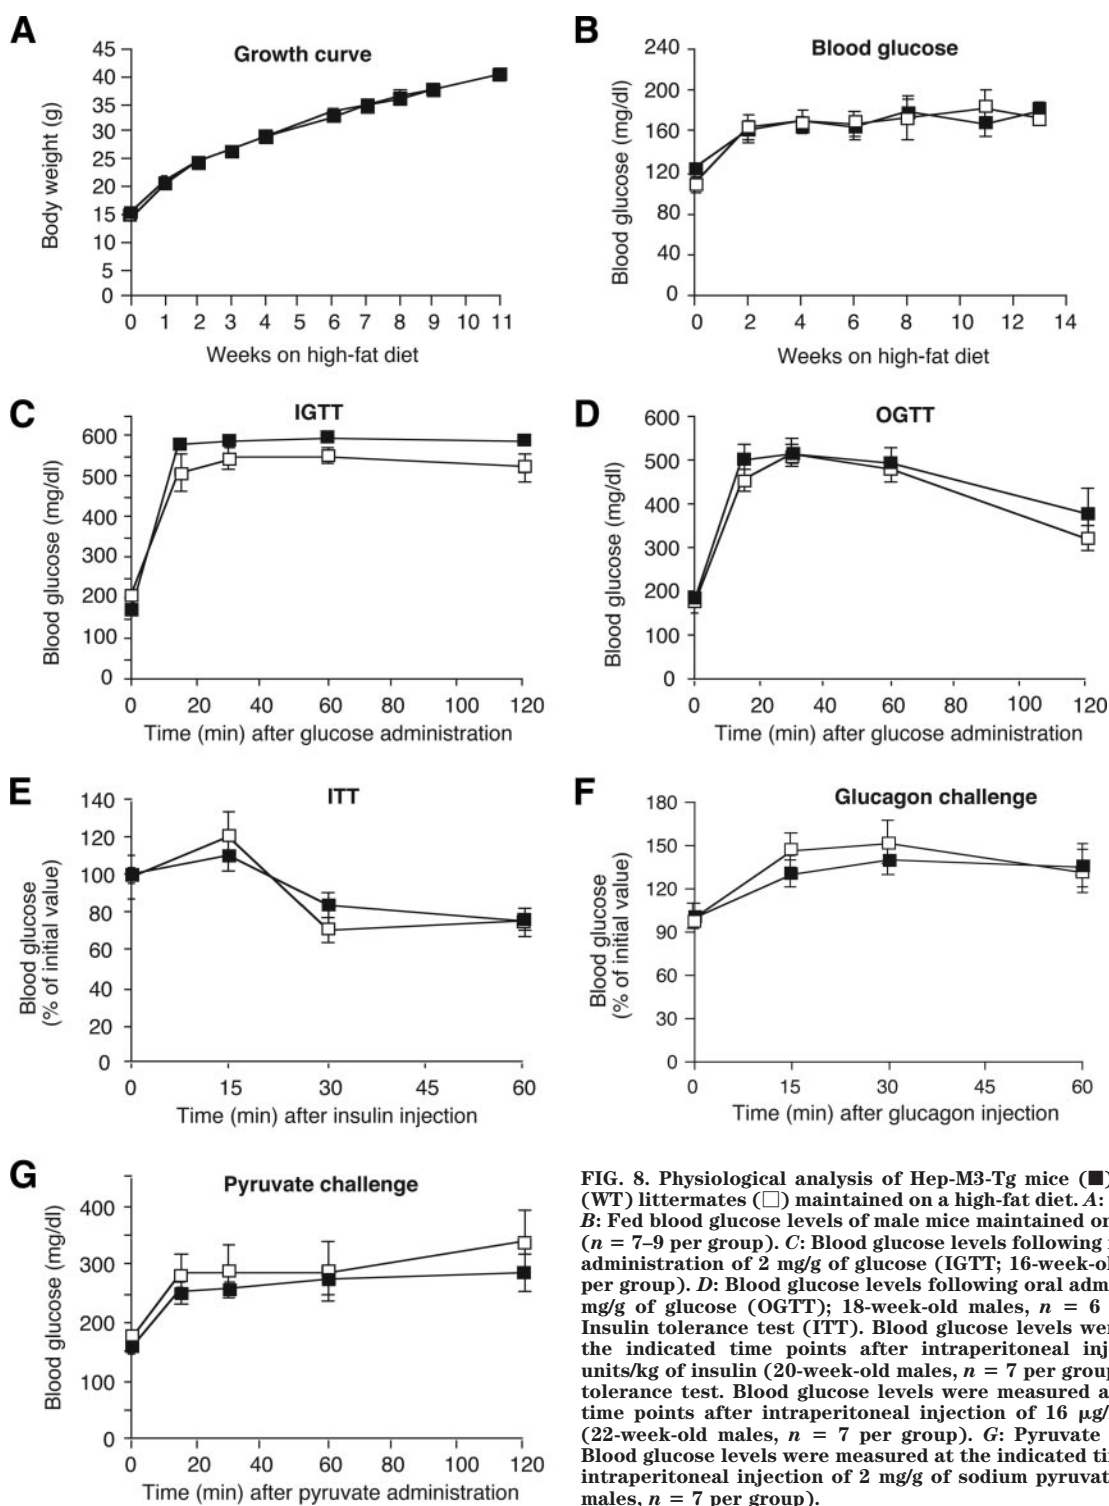 A
Growth curve
45
40
35
30
25
20
15
10
5
0
Body weight (g)
0 1 2 3 4 5 6 7 8 9 10 11
Weeks on high-fat diet
B
Blood glucose
240
200
160
120
80
40
0
Blood glucose (mg/dl)
0 2 4 6 8 10 12 14
Weeks on high-fat diet
C
IGTT
600
500
400
300
200
100
0
Blood glucose (mg/dl)
0 20 40 60 80 100 120
Time (min) after glucose administration
D
OGTT
600
500
400
300
200
100
0
Blood glucose (mg/dl)
0 20 40 60 80 100 120
Time (min) after glucose administration
E
ITT
140
120
100
80
60
40
20
0
Blood glucose
(% of initial value)
0 15 30 45 60
Time (min) after insulin injection
F
Glucagon challenge
180
150
120
90
60
30
0
Blood glucose
(% of initial value)
0 15 30 45 60
Time (min) after glucagon injection
G
Pyruvate challenge
400
300
200
100
0
Blood glucose (mg/dl)
0 20 40 60 80 100 120
Time (min) after pyruvate administration
FIG. 8. Physiological analysis of Hep-M3-Tg mice (■)
(WT) littermates (□) maintained on a high-fat diet. A:
B: Fed blood glucose levels of male mice maintained on
(n = 7–9 per group). C: Blood glucose levels following
administration of 2 mg/g of glucose (IGTT; 16-week-ol
per group). D: Blood glucose levels following oral adm
mg/g of glucose (OGTT); 18-week-old males, n = 6
Insulin tolerance test (ITT). Blood glucose levels wer
the indicated time points after intraperitoneal inj
units/kg of insulin (20-week-old males, n = 7 per group
tolerance test. Blood glucose levels were measured a
time points after intraperitoneal injection of 16 μg/
(22-week-old males, n = 7 per group). G: Pyruvate
Blood glucose levels were measured at the indicated ti
intraperitoneal injection of 2 mg/g of sodium pyruvat
males, n = 7 per group).